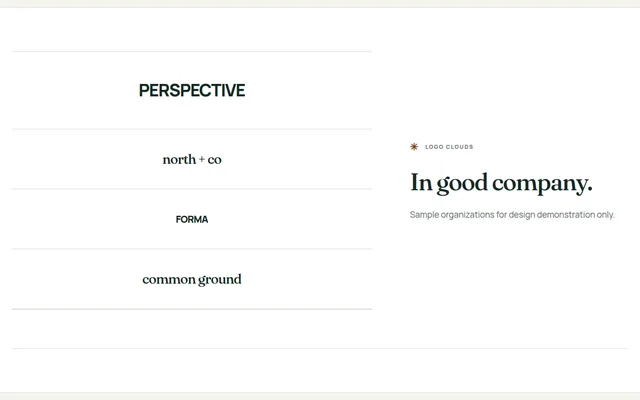 PERSPECTIVE
north + co
FORMA
common ground
LOGO CLOUDS
In good company.
Sample organizations for design demonstration only.